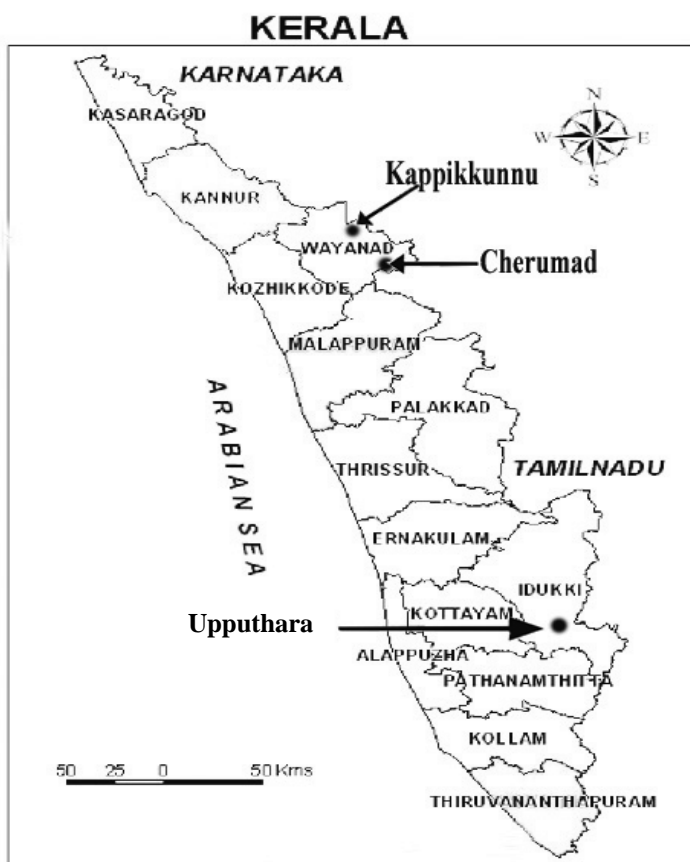 KERALA
KARNATAKA
KASARAGOD
N
W E
S
KANNUR
Kappikkunnu
WAYANAD
Cherumad
KOZHIKKODE
MALAPPURAM
ARABIAN SEA
PALAKKAD
THRISSUR
TAMILNADU
ERNAKULAM
IDUKKI
KOTTAYAM
Upputhara
ALAPPUZHA
PATHANAMTHITTA
KOLLAM
50 25 0 50 Kms
THIRUVANANTHAPURAM